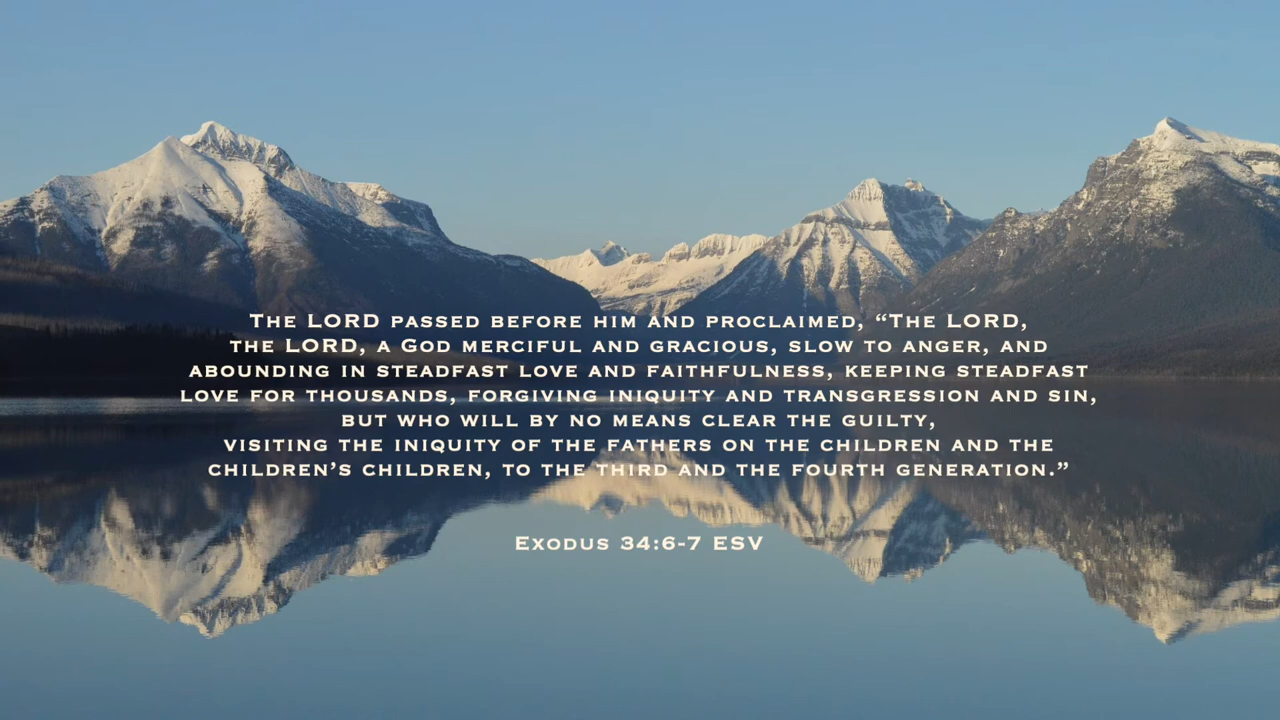 The LORD passed before him and proclaimed, “The LORD,
the LORD, a God merciful and gracious, slow to anger, and
abounding in steadfast love and faithfulness, keeping steadfast
love for thousands, forgiving iniquity and transgression and sin,
but who will by no means clear the guilty,
visiting the iniquity of the fathers on the children and the
children’s children, to the third and the fourth generation.”
Exodus 34:6-7 ESV